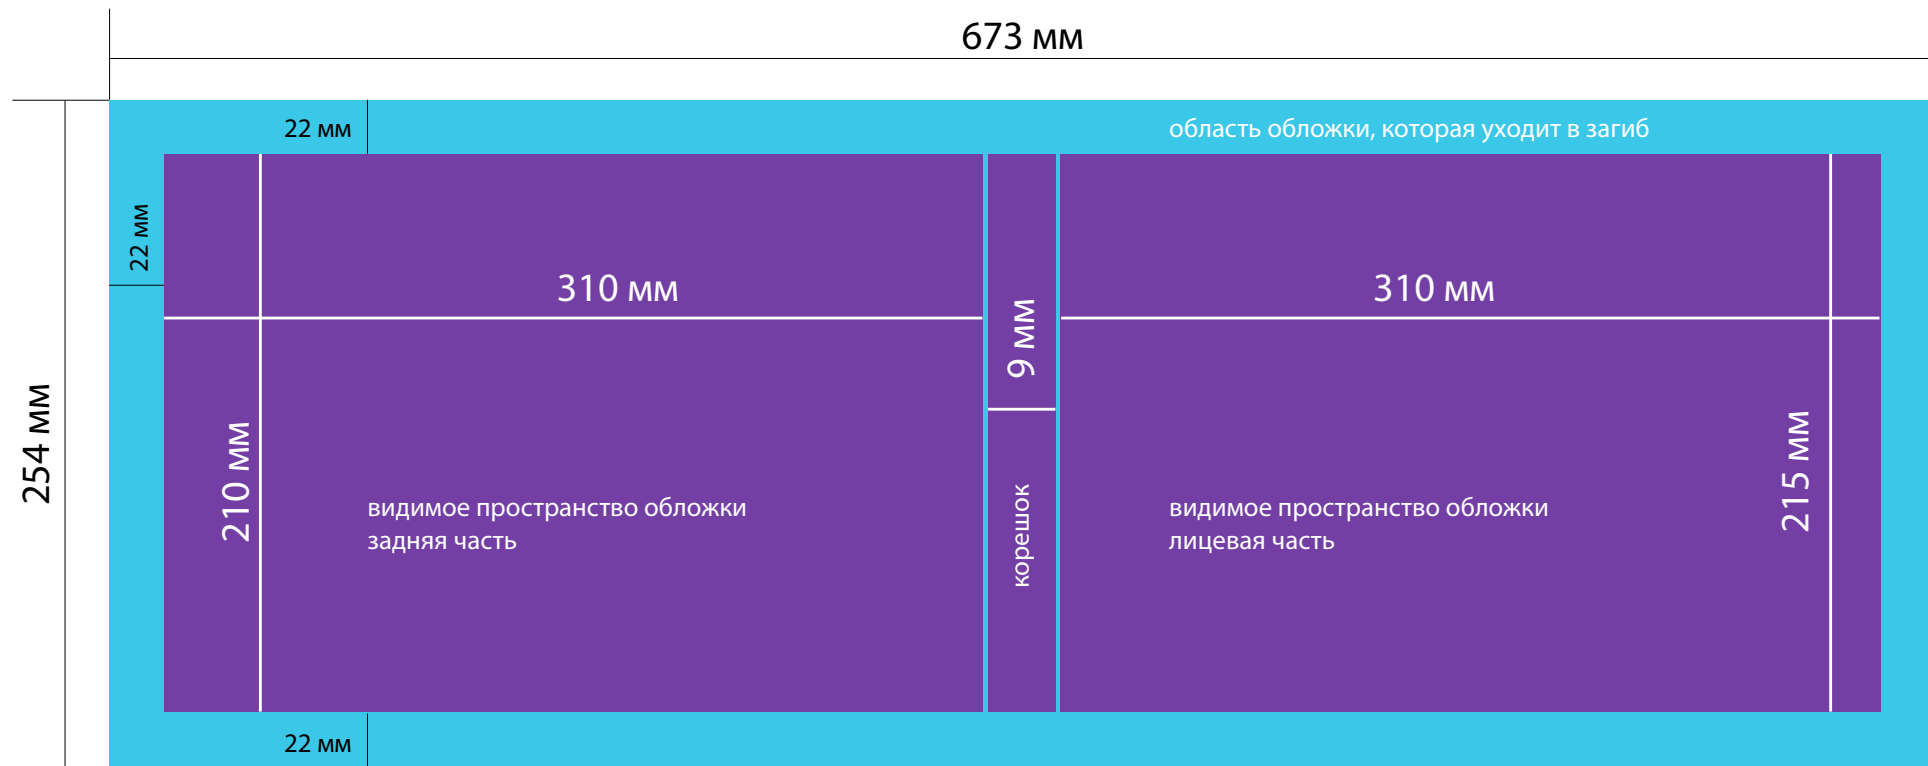 673 мм
22 мм
область обложки, которая уходит в загиб
22 мм
310 мм
310 мм
9 мм
254 мм
210 мм
215 мм
видимое пространство обложки
задняя часть
корешок
видимое пространство обложки
лицевая часть
22 мм